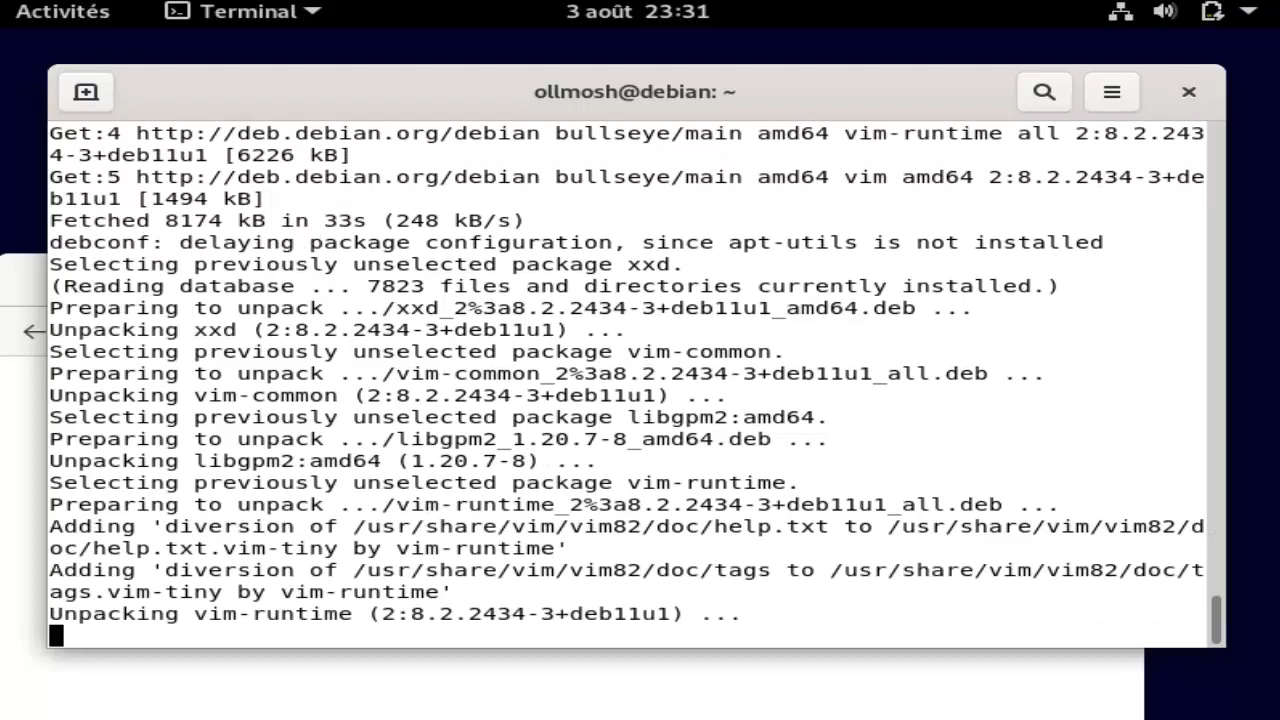 Activités Terminal 3 août 23:31
ollmosh@debian: ~
Get:4 http://deb.debian.org/debian bullseye/main amd64 vim-runtime all 2:8.2.243
4-3+deb11u1 [6226 kB]
Get:5 http://deb.debian.org/debian bullseye/main amd64 vim amd64 2:8.2.2434-3+de
b11u1 [1494 kB]
Fetched 8174 kB in 33s (248 kB/s)
debconf: delaying package configuration, since apt-utils is not installed
Selecting previously unselected package xxd.
(Reading database ... 7823 files and directories currently installed.)
Preparing to unpack .../xxd_2%3a8.2.2434-3+deb11u1_amd64.deb ...
Unpacking xxd (2:8.2.2434-3+deb11u1) ...
Selecting previously unselected package vim-common.
Preparing to unpack .../vim-common_2%3a8.2.2434-3+deb11u1_all.deb ...
Unpacking vim-common (2:8.2.2434-3+deb11u1) ...
Selecting previously unselected package libgpm2:amd64.
Preparing to unpack .../libgpm2_1.20.7-8_amd64.deb ...
Unpacking libgpm2:amd64 (1.20.7-8) ...
Selecting previously unselected package vim-runtime.
Preparing to unpack .../vim-runtime_2%3a8.2.2434-3+deb11u1_all.deb ...
Adding 'diversion of /usr/share/vim/vim82/doc/help.txt to /usr/share/vim/vim82/d
oc/help.txt.vim-tiny by vim-runtime'
Adding 'diversion of /usr/share/vim/vim82/doc/tags to /usr/share/vim/vim82/doc/t
ags.vim-tiny by vim-runtime'
Unpacking vim-runtime (2:8.2.2434-3+deb11u1) ...